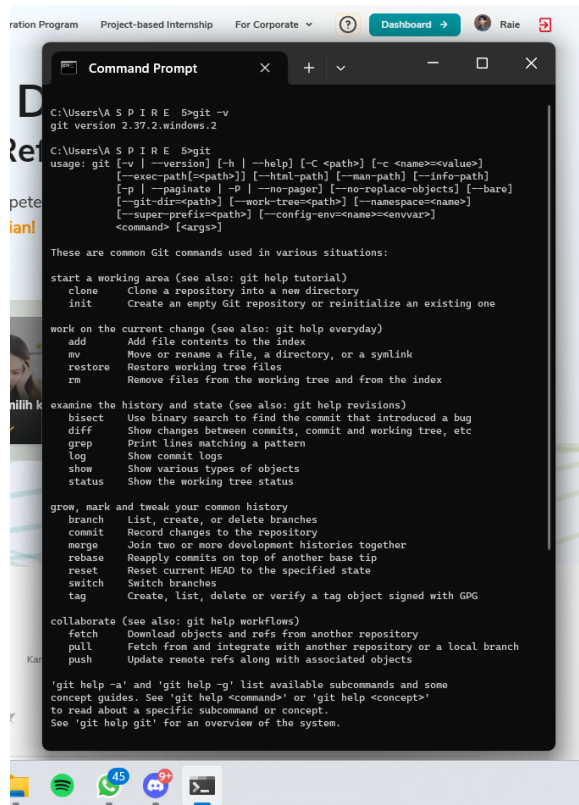 ration Program Project-based Internship For Corporate ? Dashboard → Raie
Command Prompt
D
Ref
pete
ian!
milih k
Kar
C:\Users\A S P I R E  5>git -v
git version 2.37.2.windows.2
C:\Users\A S P I R E  5>git
usage: git [-v | --version] [-h | --help] [-C <path>] [-c <name>=<value>]
[--exec-path[=<path>]] [--html-path] [--man-path] [--info-path]
[-p | --paginate | -P | --no-pager] [--no-replace-objects] [--bare]
[--git-dir=<path>] [--work-tree=<path>] [--namespace=<name>]
[--super-prefix=<path>] [--config-env=<name>=<envvar>]
<command> [<args>]
These are common Git commands used in various situations:
start a working area (see also: git help tutorial)
clone Clone a repository into a new directory
init Create an empty Git repository or reinitialize an existing one
work on the current change (see also: git help everyday)
add Add file contents to the index
mv Move or rename a file, a directory, or a symlink
restore Restore working tree files
rm Remove files from the working tree and from the index
examine the history and state (see also: git help revisions)
bisect Use binary search to find the commit that introduced a bug
diff Show changes between commits, commit and working tree, etc
grep Print lines matching a pattern
log Show commit logs
show Show various types of objects
status Show the working tree status
grow, mark and tweak your common history
branch List, create, or delete branches
commit Record changes to the repository
merge Join two or more development histories together
rebase Reapply commits on top of another base tip
reset Reset current HEAD to the specified state
switch Switch branches
tag Create, list, delete or verify a tag object signed with GPG
collaborate (see also: git help workflows)
fetch Download objects and refs from another repository
pull Fetch from and integrate with another repository or a local branch
push Update remote refs along with associated objects
'git help -a' and 'git help -g' list available subcommands and some
concept guides. See 'git help <command>' or 'git help <concept>'
to read about a specific subcommand or concept.
See 'git help git' for an overview of the system.
45 9+